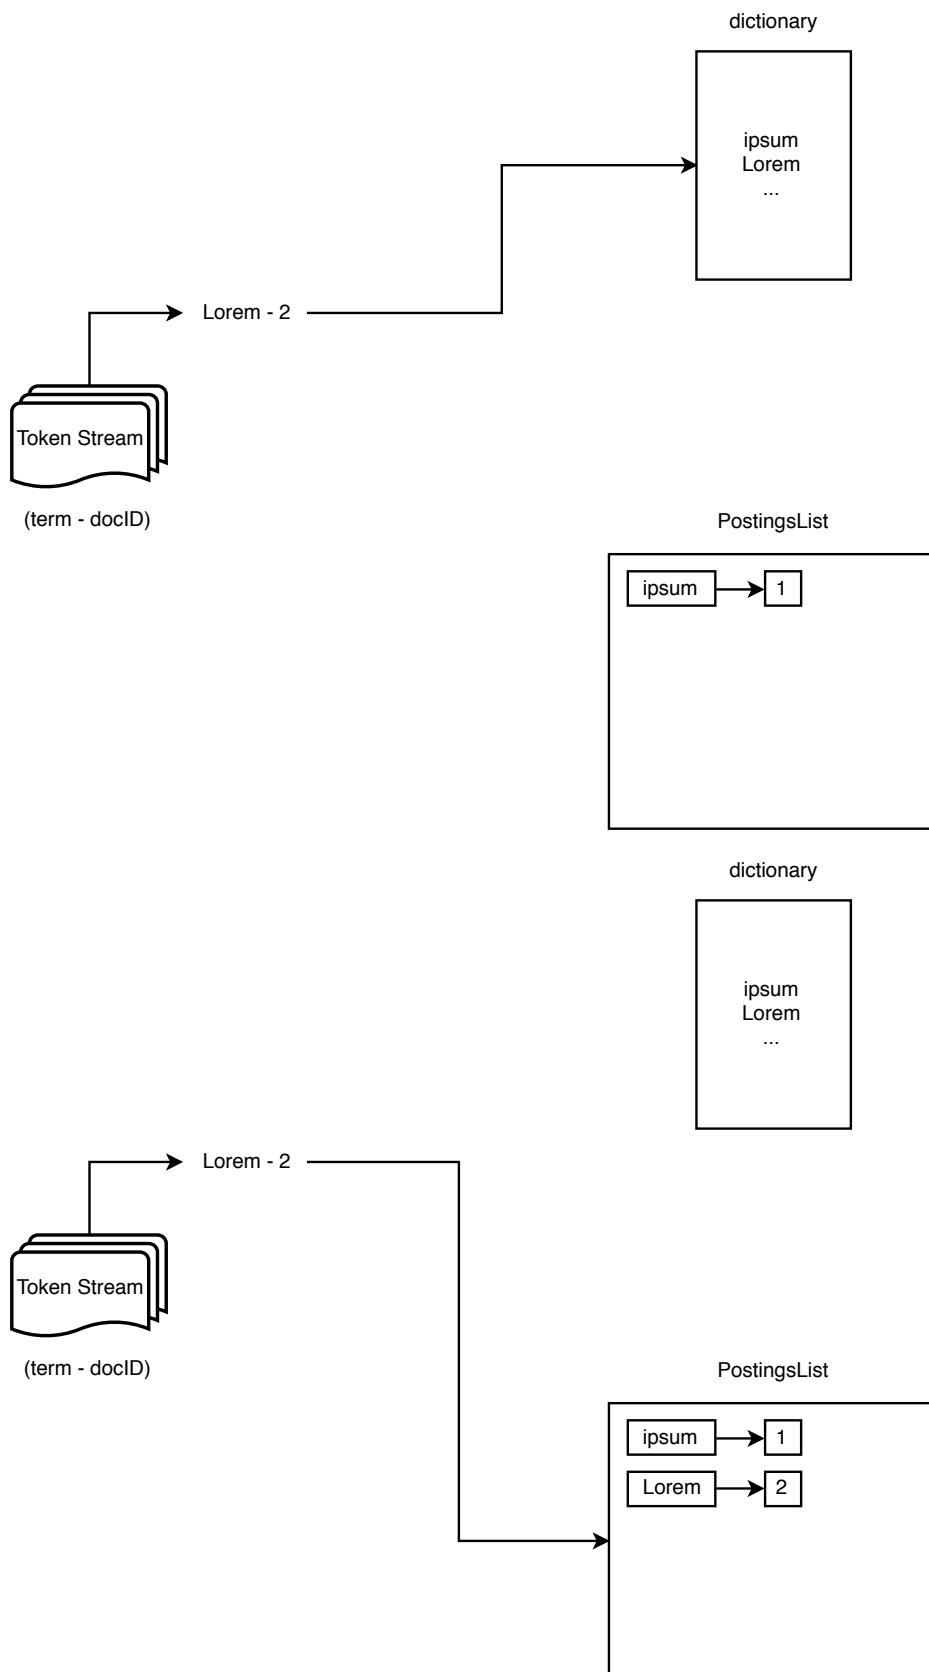 dictionary
ipsum
Lorem
...
Lorem - 2
Token Stream
(term - docID)
PostingsList
ipsum
1
dictionary
ipsum
Lorem
...
Lorem - 2
Token Stream
(term - docID)
PostingsList
ipsum
1
Lorem
2